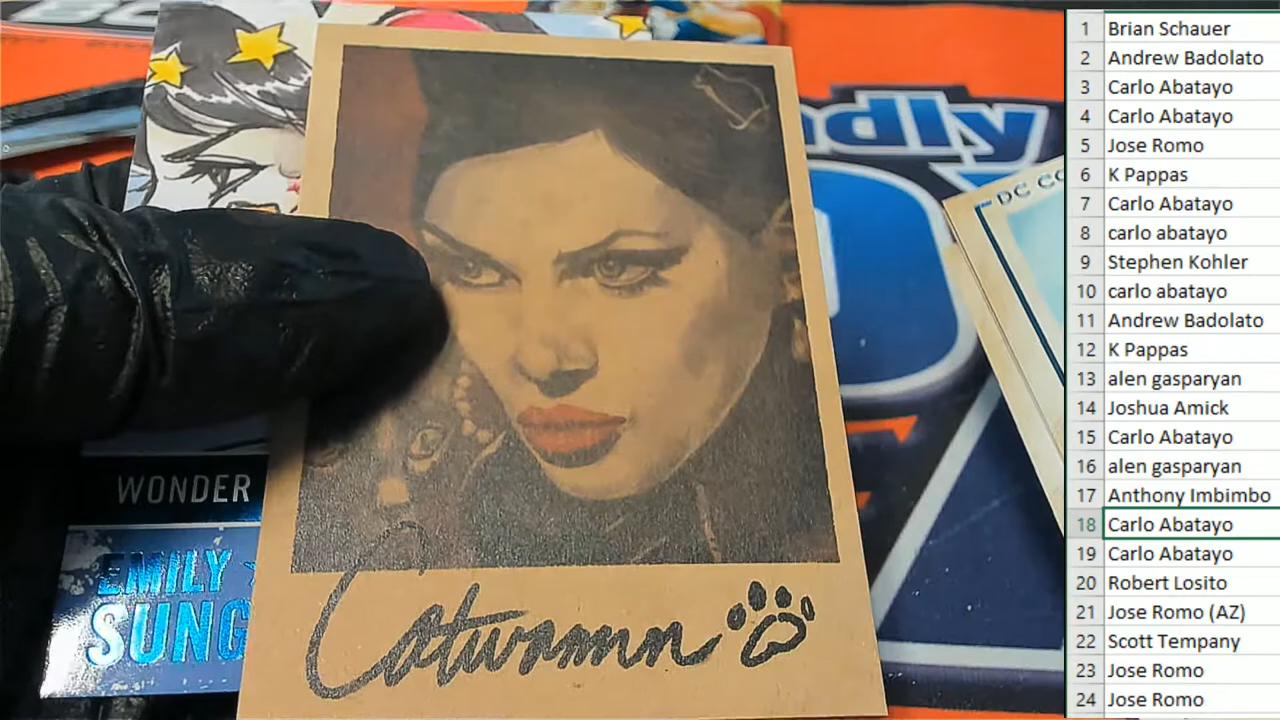 ndly
DC CO
WONDER
EMILY
SUNG
Catwoman
1 Brian Schauer
2 Andrew Badolato
3 Carlo Abatayo
4 Carlo Abatayo
5 Jose Romo
6 K Pappas
7 Carlo Abatayo
8 carlo abatayo
9 Stephen Kohler
10 carlo abatayo
11 Andrew Badolato
12 K Pappas
13 alen gasparyan
14 Joshua Amick
15 Carlo Abatayo
16 alen gasparyan
17 Anthony Imbimbo
18 Carlo Abatayo
19 Carlo Abatayo
20 Robert Losito
21 Jose Romo (AZ)
22 Scott Tempany
23 Jose Romo
24 Jose Romo